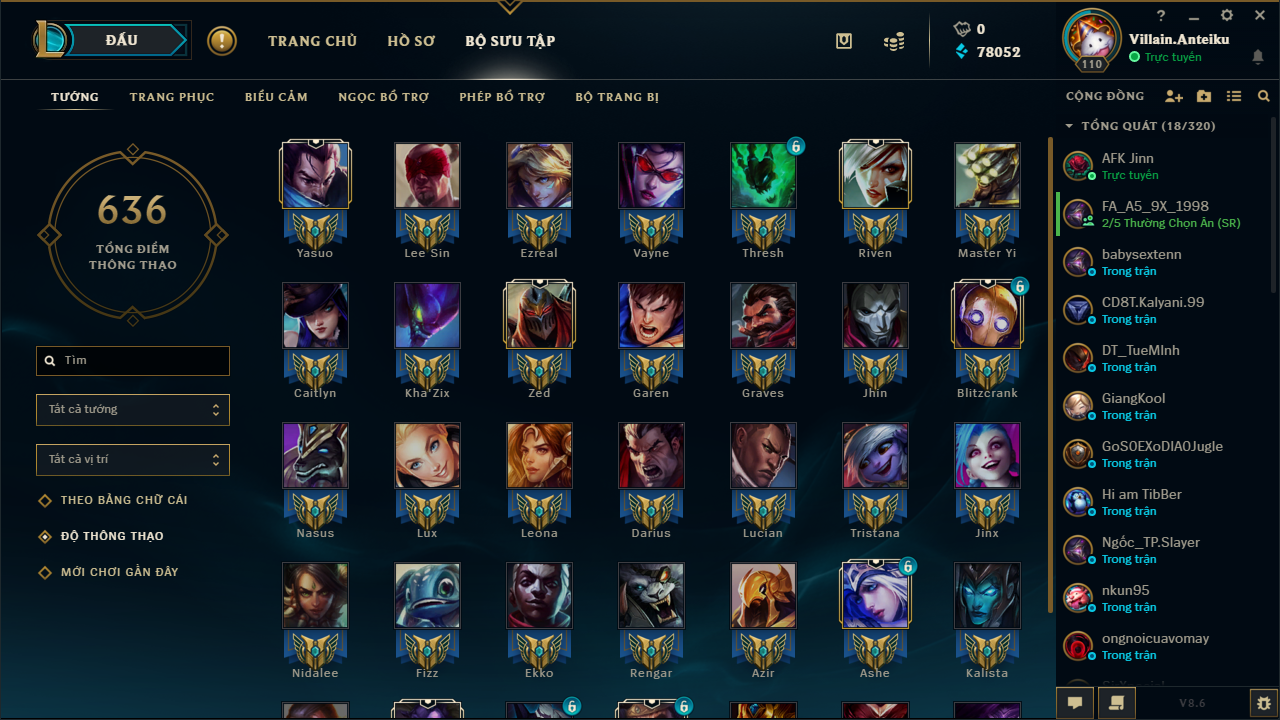 ĐẤU
!
TRANG CHỦ
HỒ SƠ
BỘ SƯU TẬP
0
78052
?
110
Villain.Anteiku
Trực tuyến
TƯỚNG
TRANG PHỤC
BIỂU CẢM
NGỌC BỔ TRỢ
PHÉP BỔ TRỢ
BỘ TRANG BỊ
636
TỔNG ĐIỂM
THÔNG THẠO
Tìm
Tất cả tướng
Tất cả vị trí
THEO BẢNG CHỮ CÁI
ĐỘ THÔNG THẠO
MỚI CHƠI GẦN ĐÂY
6
Yasuo
Lee Sin
Ezreal
Vayne
Thresh
Riven
Master Yi
6
Caitlyn
Kha'Zix
Zed
Garen
Graves
Jhin
Blitzcrank
Nasus
Lux
Leona
Darius
Lucian
Tristana
Jinx
6
Nidalee
Fizz
Ekko
Rengar
Azir
Ashe
Kalista
6
6
CỘNG ĐỒNG
TỔNG QUÁT (18/320)
AFK Jinn
Trực tuyến
FA_A5_9X_1998
2/5 Thường Chọn Ẩn (SR)
babysextenn
Trong trận
CD8T.Kalyani.99
Trong trận
DT_TueMInh
Trong trận
GiangKool
Trong trận
GoS0EXoDIA0Jugle
Trong trận
Hi am TibBer
Trong trận
Ngốc_TP.Slayer
Trong trận
nkun95
Trong trận
ongnoicuavomay
Trong trận
V8.6